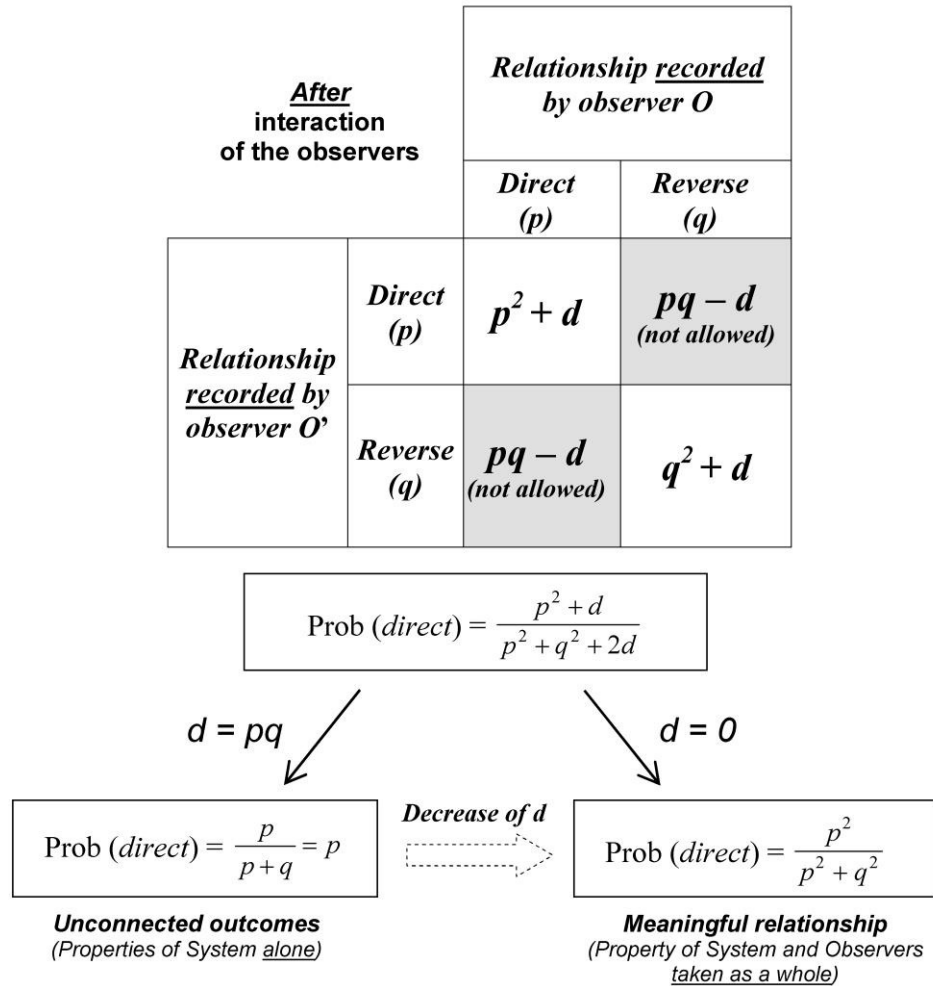 After
interaction
of the observers
Relationship recorded
by observer O
Direct
(p)
Reverse
(q)
Relationship
recorded by
observer O’
Direct
(p)
p² + d
pq – d
(not allowed)
Reverse
(q)
pq – d
(not allowed)
q² + d
Prob (direct) = (p² + d) / (p² + q² + 2d)
d = pq
d = 0
Prob (direct) = p / (p + q) = p
Decrease of d
Prob (direct) = p² / (p² + q²)
Unconnected outcomes
(Properties of System alone)
Meaningful relationship
(Property of System and Observers
taken as a whole)